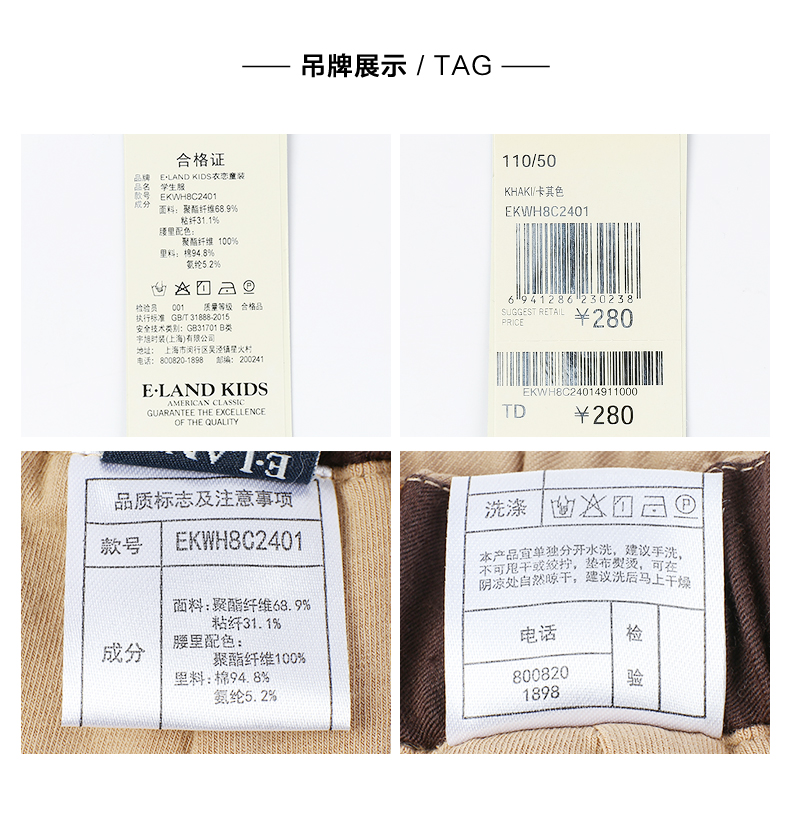 吊牌展示 / TAG
合格证
品牌 E·LAND KIDS衣恋童装
品名 学生服
款号 EKWH8C2401
成分 面料：聚酯纤维68.9%
粘纤31.1%
腰里配色：
聚酯纤维 100%
里料：棉94.8%
氨纶5.2%
检验员 001 质量等级 合格品
执行标准 GB/T 31888-2015
安全技术类别：GB31701 B类
宇旭时装(上海)有限公司
地址： 上海市闵行区吴泾镇星火村
电话：800820-1898 邮编：200241
E·LAND KIDS
AMERICAN CLASSIC
GUARANTEE THE EXCELLENCE
OF THE QUALITY
110/50
KHAKI/卡其色
EKWH8C2401
6 941286 230238
SUGGEST RETAIL
PRICE ¥280
EKWH8C24014911000
TD ¥280
E·LAN
品质标志及注意事项
款号 EKWH8C2401
成分
面料：聚酯纤维68.9%
粘纤31.1%
腰里配色：
聚酯纤维100%
里料：棉94.8%
氨纶5.2%
洗涤
本产品宜单独分开水洗，建议手洗，
不可甩干或绞拧，垫布熨烫，可在
阴凉处自然晾干，建议洗后马上干燥
电话 检验
800820
1898